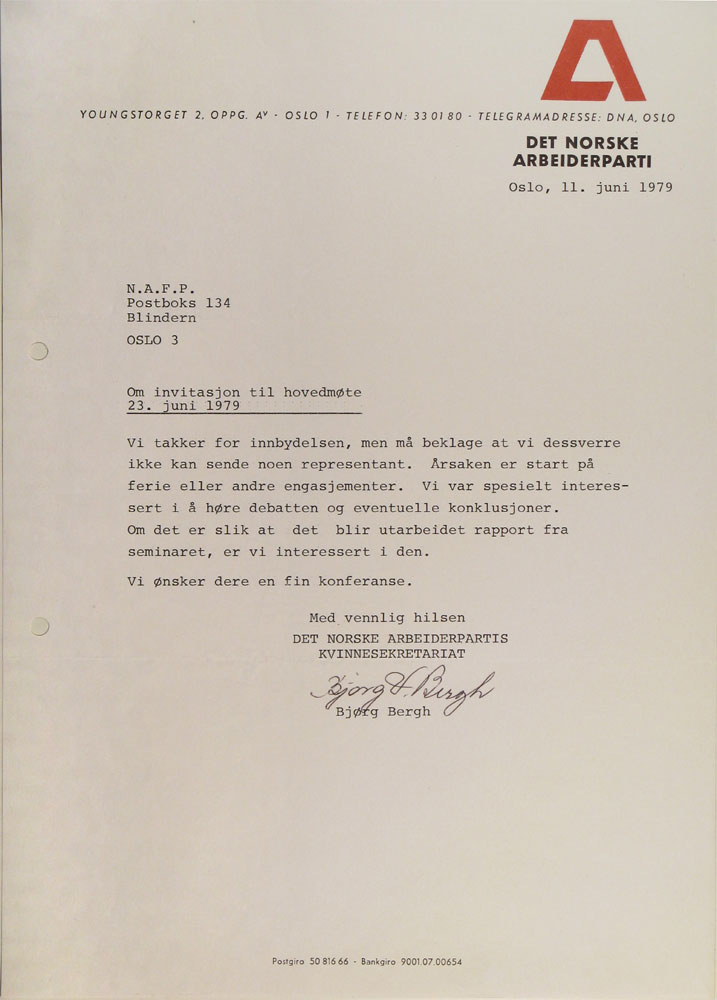 YOUNGSTORGET 2, OPPG. AV - OSLO 1 - TELEFON: 33 01 80 - TELEGRAMADRESSE: DNA, OSLO
DET NORSKE
ARBEIDERPARTI
Oslo, 11. juni 1979
N.A.F.P.
Postboks 134
Blindern
OSLO 3
Om invitasjon til hovedmøte
23. juni 1979
Vi takker for innbydelsen, men må beklage at vi dessverre
ikke kan sende noen representant. Årsaken er start på
ferie eller andre engasjementer. Vi var spesielt interes-
sert i å høre debatten og eventuelle konklusjoner.
Om det er slik at det blir utarbeidet rapport fra
seminaret, er vi interessert i den.
Vi ønsker dere en fin konferanse.
Med vennlig hilsen
DET NORSKE ARBEIDERPARTIS
KVINNESEKRETARIAT
Bjørg V. Bergh
Bjørg Bergh
Postgiro 50 816 66 - Bankgiro 9001.07.00654